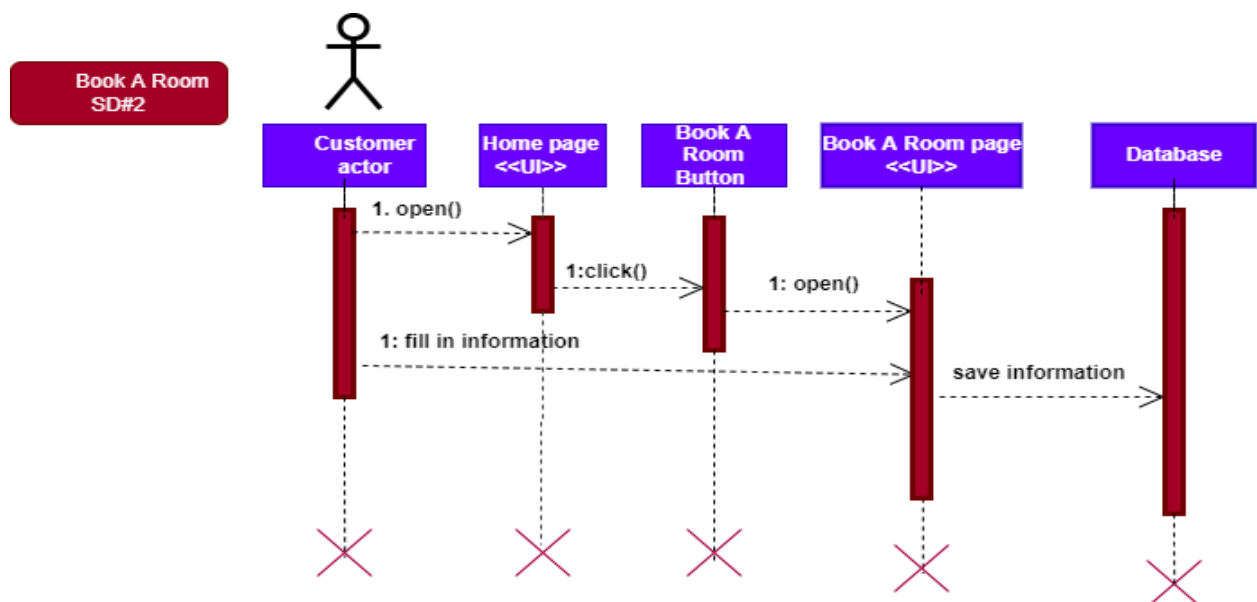 Book A Room
SD#2
Customer
actor
Home page
<<UI>>
Book A
Room
Button
Book A Room page
<<UI>>
Database
1. open()
1:click()
1: open()
1: fill in information
save information